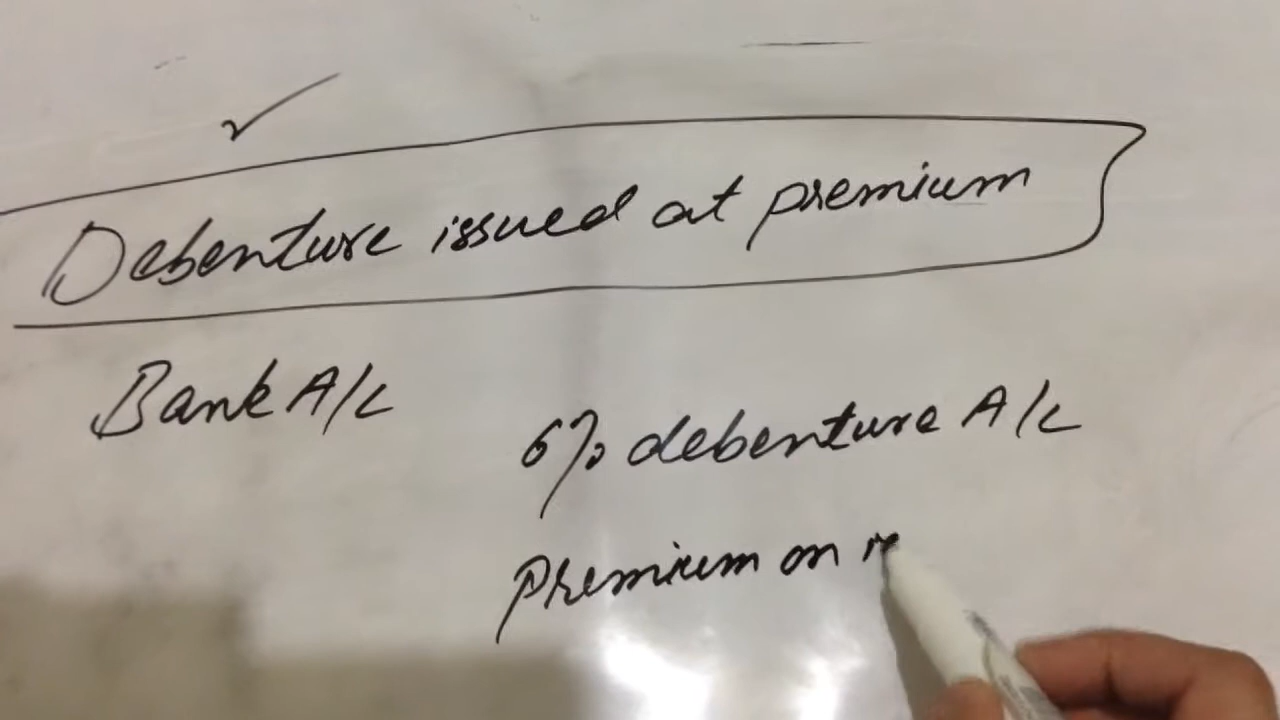 Debenture issued at premium
Bank A/c
6% debenture A/c
Premium on